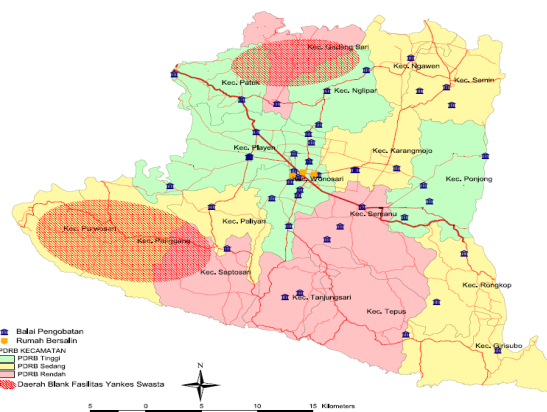 Kec. Gedang Sari
Kec. Ngawen
Kec. Patuk
Kec. Semin
Kec. Nglipar
Kec. Playen
Kec. Karangmojo
Kec. Wonosari
Kec. Ponjong
Kec. Semanu
Kec. Paliyan
Kec. Purwosari
Kec. Panggang
Kec. Saptosari
Kec. Rongkop
Kec. Tanjungsari
Kec. Tepus
Kec. Girisubo
Balai Pengobatan
Rumah Bersalin
PDRB KECAMATAN
PDRB Tinggi
PDRB Sedang
PDRB Rendah
Daerah Blank Fasilitas Yankes Swasta
N
5 0 5 10 15 Kilometers